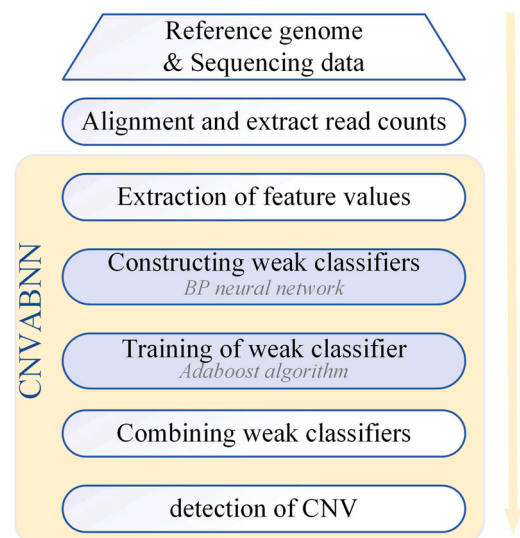 Reference genome
& Sequencing data
Alignment and extract read counts
Extraction of feature values
Constructing weak classifiers
BP neural network
Training of weak classifier
Adaboost algorithm
Combining weak classifiers
detection of CNV
CNVABNN